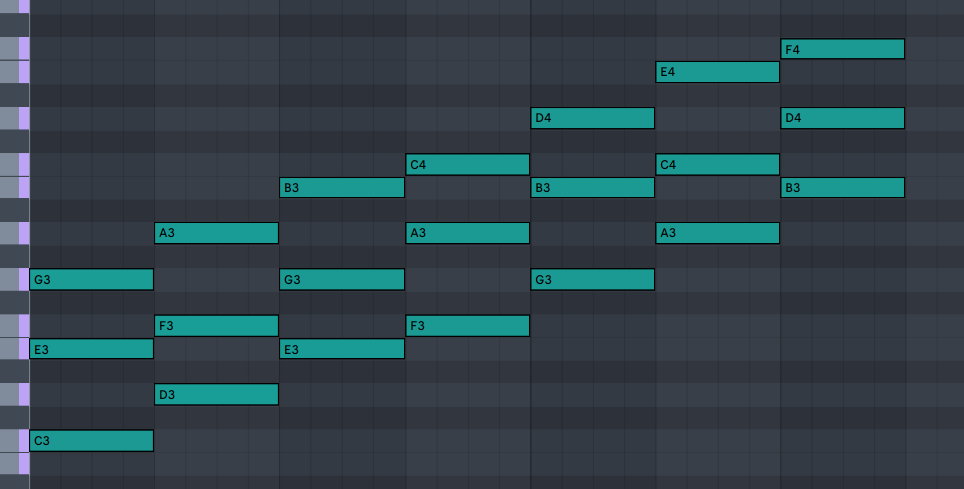 F4
E4
D4 D4
C4 C4
B3 B3 B3
A3 A3 A3
G3 G3 G3
F3 F3
E3 E3
D3
C3